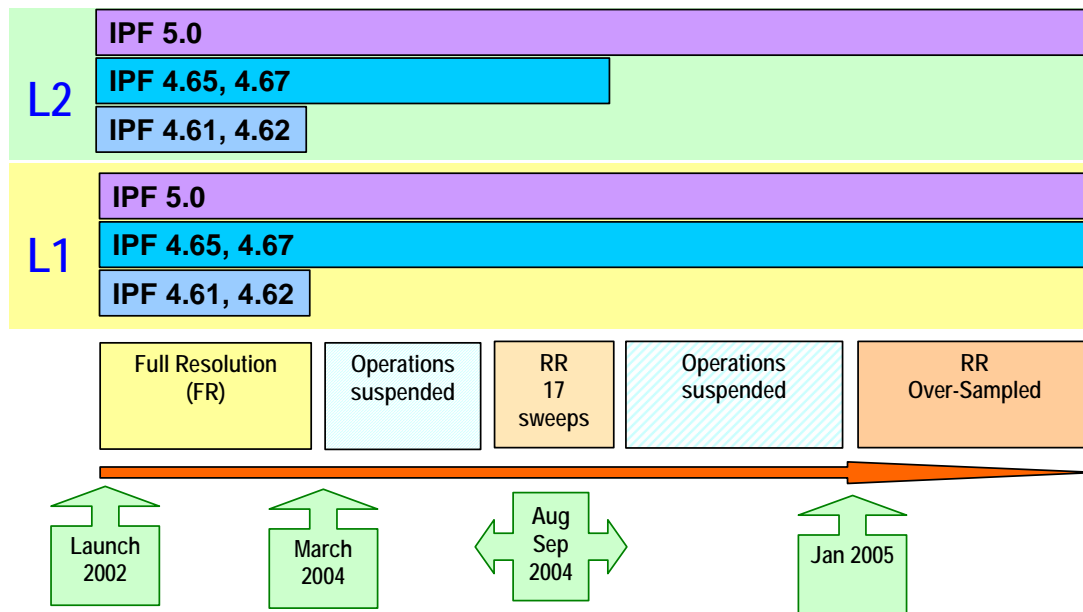 L2
IPF 5.0
IPF 4.65, 4.67
IPF 4.61, 4.62
L1
IPF 5.0
IPF 4.65, 4.67
IPF 4.61, 4.62
Full Resolution
(FR)
Operations
suspended
RR
17
sweeps
Operations
suspended
RR
Over-Sampled
Launch
2002
March
2004
Aug
Sep
2004
Jan 2005